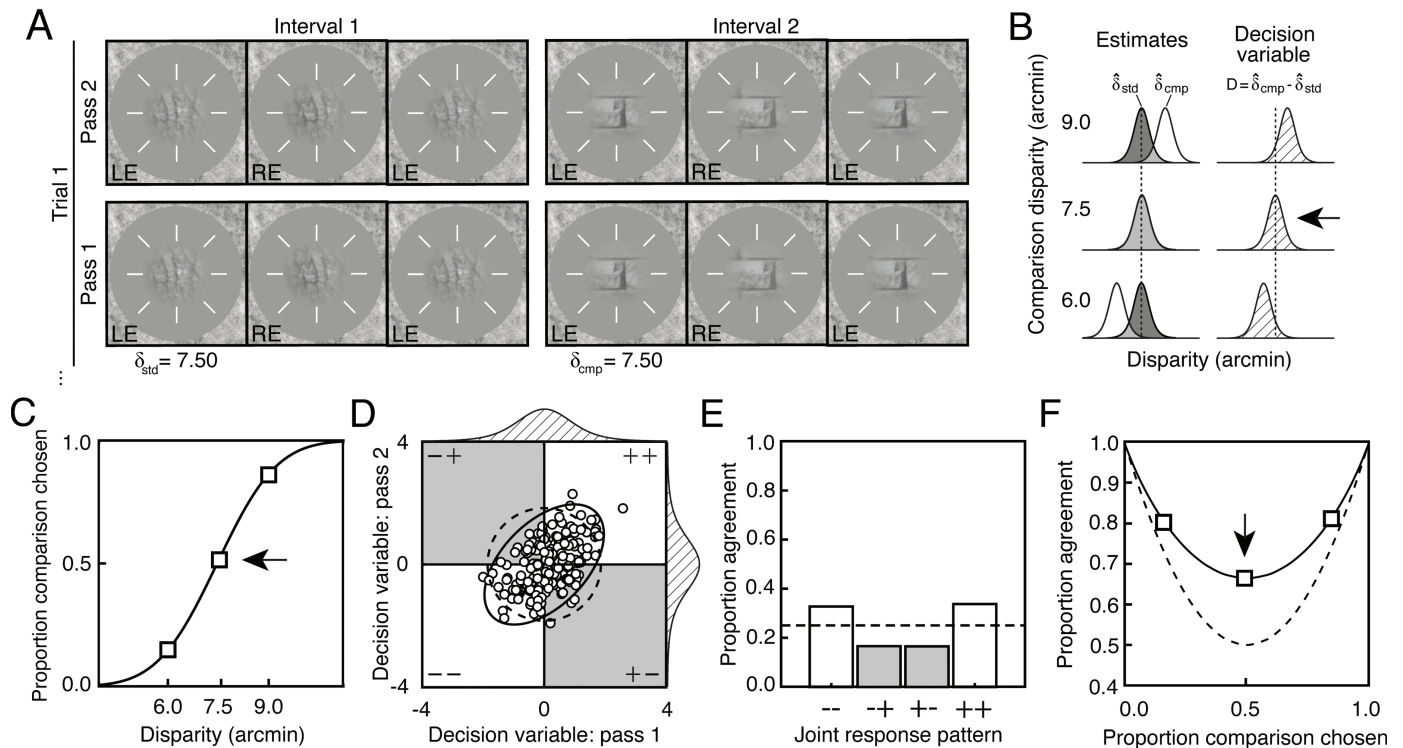 A
Interval 1
Interval 2
Trial 1
Pass 2
LE
RE
LE
LE
RE
LE
Pass 1
LE
RE
LE
LE
RE
LE
δstd = 7.50
δcmp = 7.50
...
B
Estimates
Decision
variable
δ̂std
δ̂cmp
D = δ̂cmp - δ̂std
Comparison disparity (arcmin)
9.0
7.5
6.0
Disparity (arcmin)
C
Proportion comparison chosen
1.0
0.5
0.0
6.0 7.5 9.0
Disparity (arcmin)
D
Decision variable: pass 2
4
0
-4
−+
++
−−
+−
-4 0 4
Decision variable: pass 1
E
Proportion agreement
1.0
0.8
0.6
0.4
0.2
0.0
-- -+ +- ++
Joint response pattern
F
Proportion agreement
1.0
0.9
0.8
0.7
0.6
0.5
0.4
0.0 0.5 1.0
Proportion comparison chosen